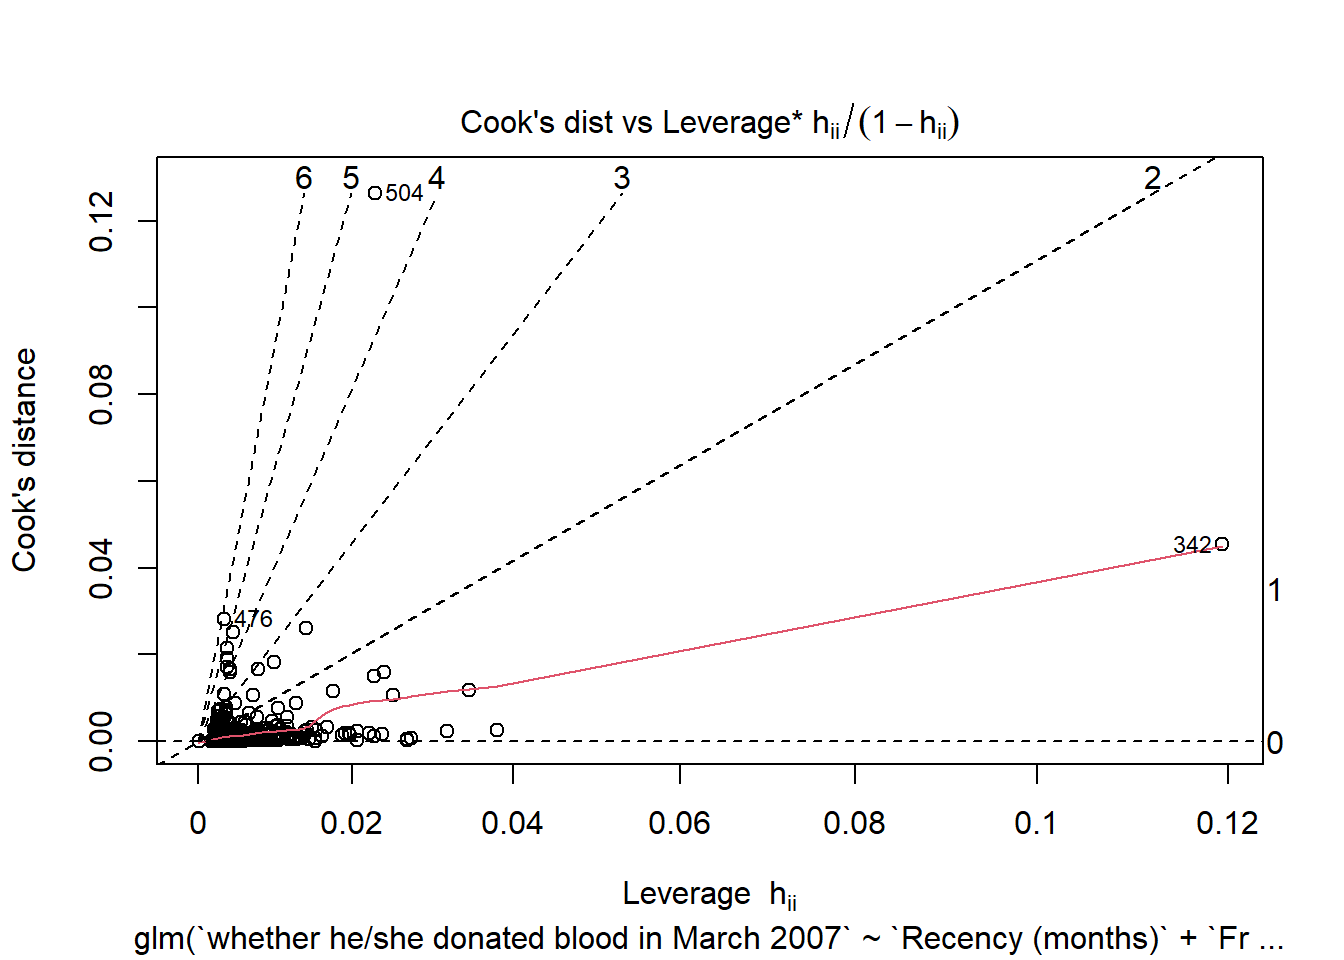 Cook's dist vs Leverage* hii/(1−hii)
6 5 504 4 3 2
0.12
0.08
Cook's distance
0.04
342
1
476
0.00
0
0 0.02 0.04 0.06 0.08 0.1 0.12
Leverage hii
glm(`whether he/she donated blood in March 2007` ~ `Recency (months)` + `Fr ...